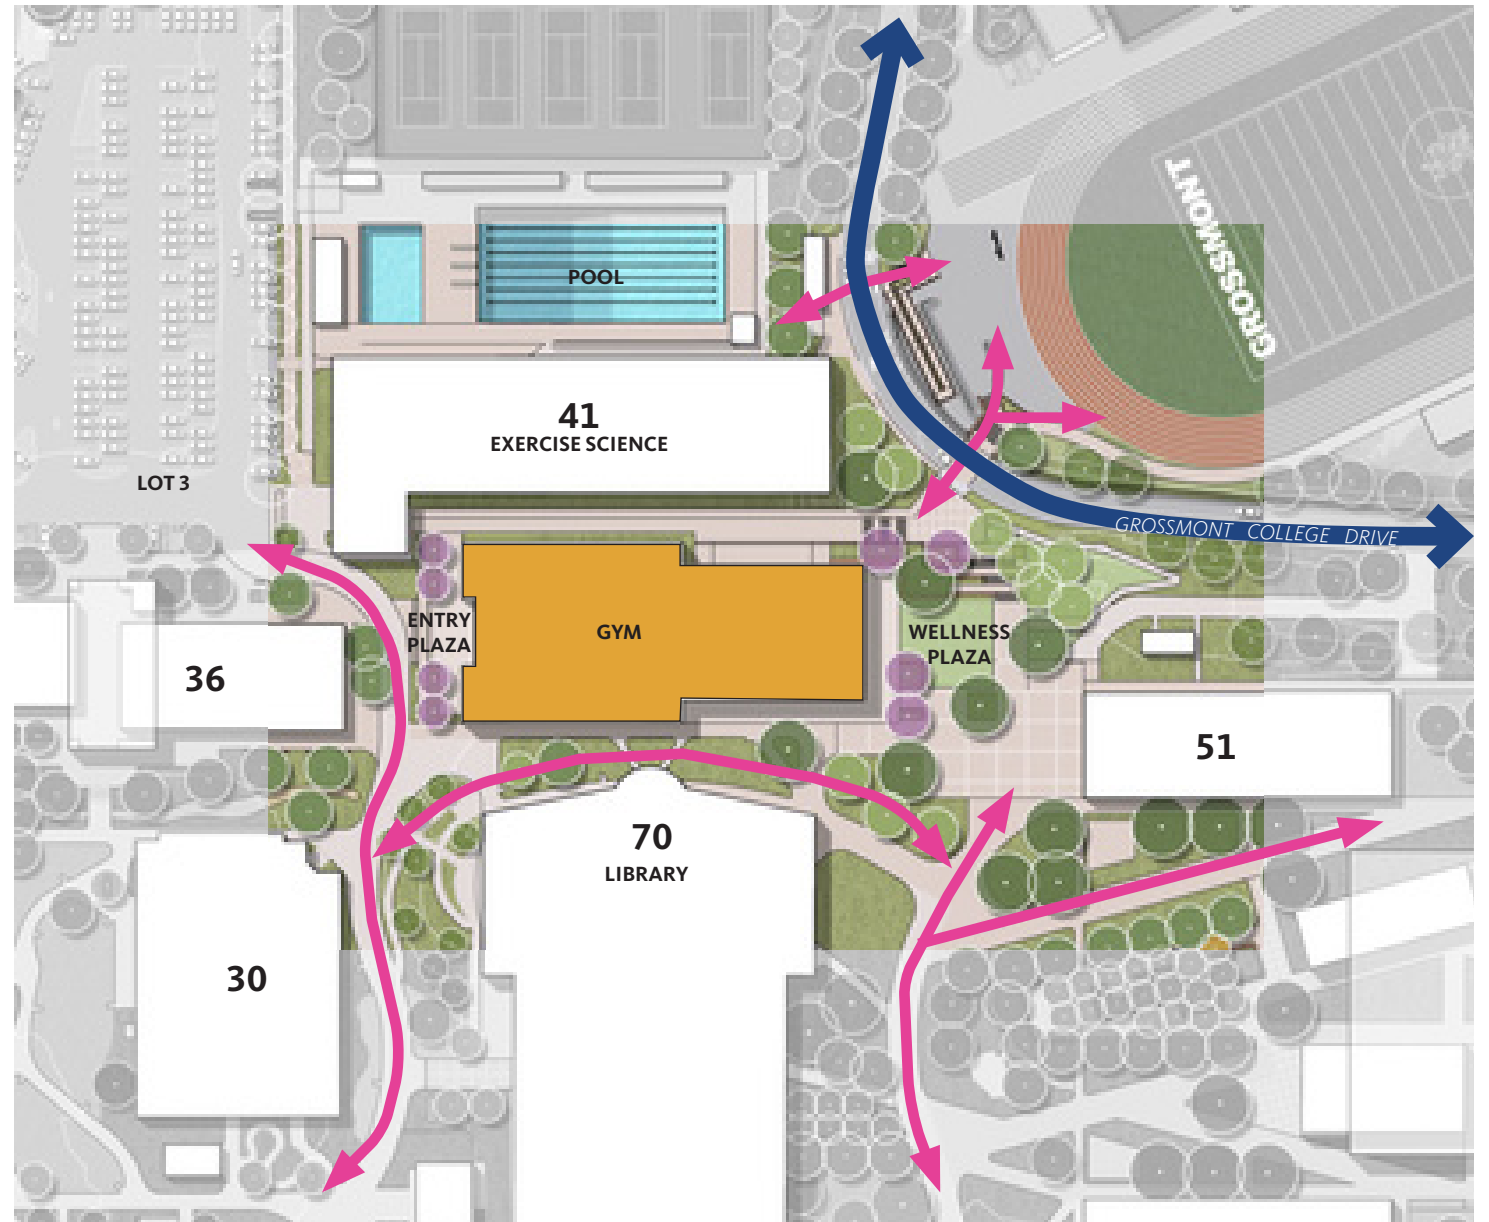 GROSSMONT
POOL
41
EXERCISE SCIENCE
LOT 3
GROSSMONT COLLEGE DRIVE
ENTRY
PLAZA
GYM
WELLNESS
PLAZA
36
51
70
LIBRARY
30